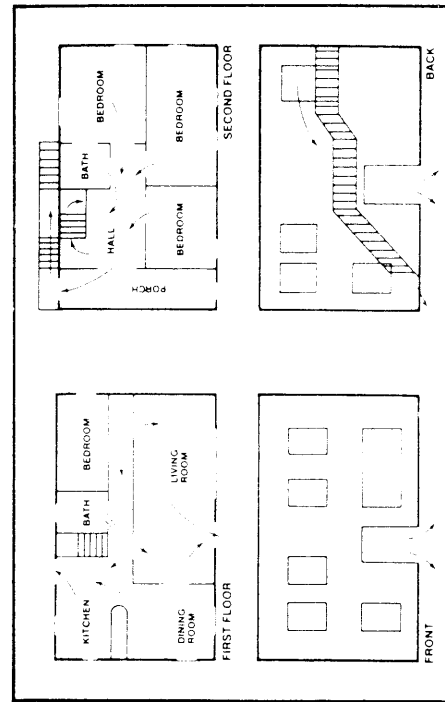 KITCHEN
BATH
BEDROOM
DINING
ROOM
LIVING
ROOM
FIRST FLOOR
HALL
BATH
BEDROOM
PORCH
BEDROOM
BEDROOM
SECOND FLOOR
FRONT
BACK